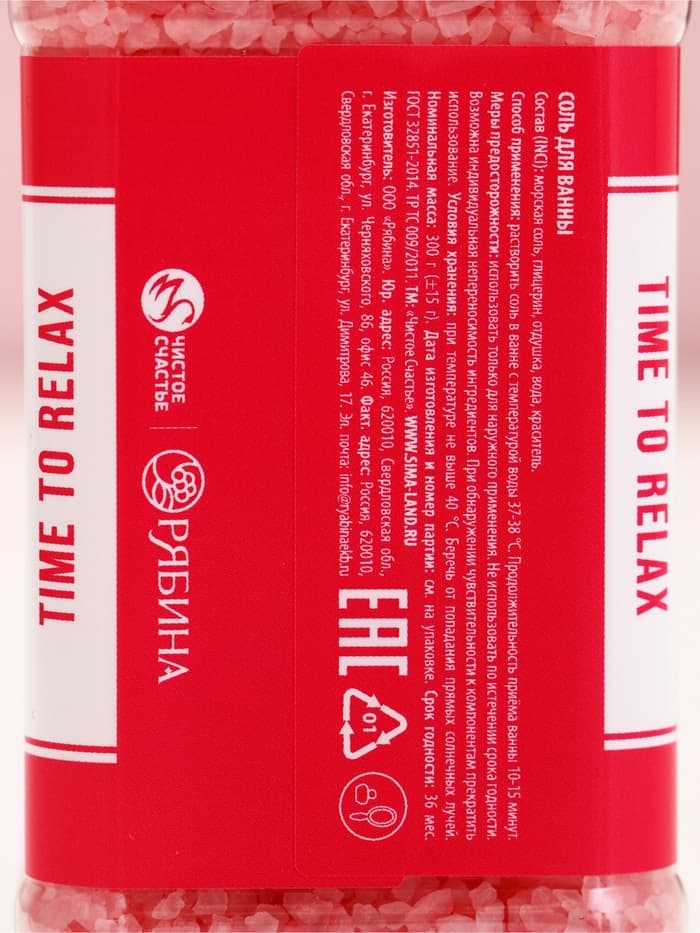 TIME TO RELAX
ЧИСТОЕ
СЧАСТЬЕ
РЯБИНА
СОЛЬ ДЛЯ ВАННЫ
Состав (INCI): морская соль, глицерин, отдушка, вода, краситель.
Способ применения: растворить соль в ванне с температурой воды 37-38 °C. Продолжительность приёма ванны 10-15 минут.
Меры предосторожности: использовать только для наружного применения. Не использовать по истечении срока годности.
Возможна индивидуальная непереносимость ингредиентов. При обнаружении чувствительности к компонентам прекратить
использование. Условия хранения: при температуре не выше 40 °C. Беречь от попадания прямых солнечных лучей.
Номинальная масса: 300 г (±15 г). Дата изготовления и номер партии: см. на упаковке. Срок годности: 36 мес.
ГОСТ 32851-2014. ТР ТС 009/2011. ТМ: «Чистое Счастье». WWW.SIMA-LAND.RU
Изготовитель: ООО «Рябина». Юр. адрес: Россия, 620010, Свердловская обл.,
г. Екатеринбург, ул. Черняховского, 86, офис 46. Факт. адрес: Россия, 620010,
Свердловская обл., г. Екатеринбург, ул. Димитрова, 17. Эл. почта: info@ryabinaekb.ru
EAC
01
TIME TO RELAX